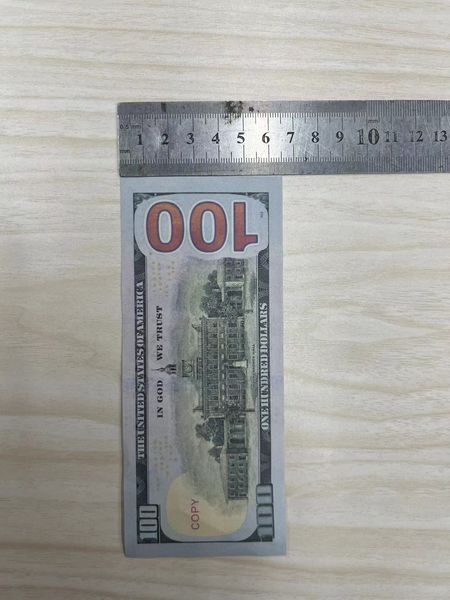 1 2 3 4 5 6 7 8 9 10 11 12 13
100
THE UNITED STATES OF AMERICA
IN GOD WE TRUST
ONE HUNDRED DOLLARS
COPY
100
100